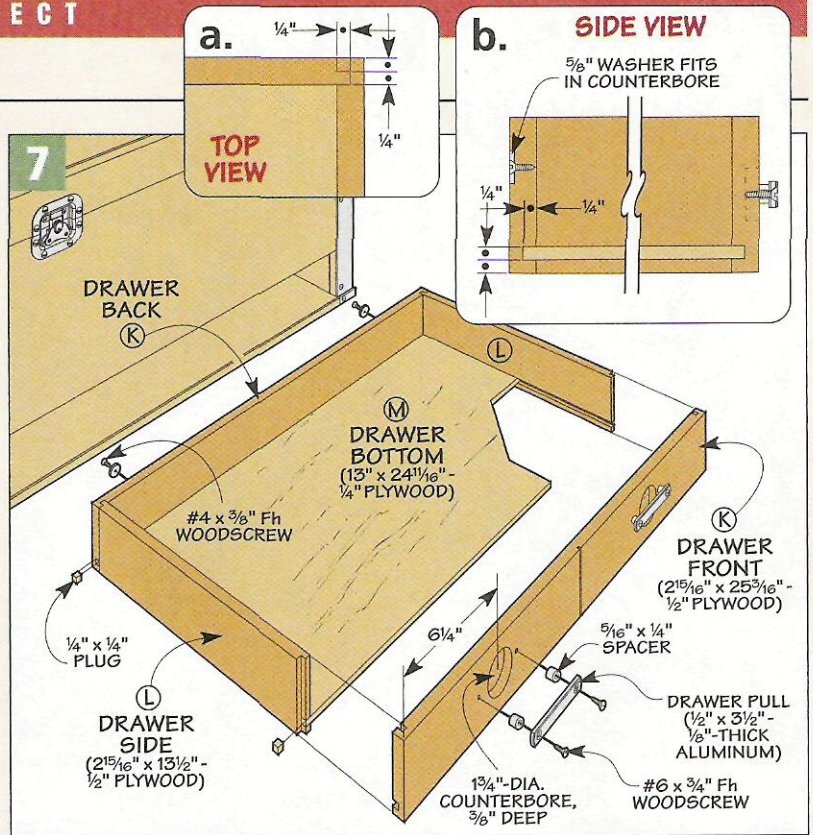 ECT
a.
¼"
¼"
TOP
VIEW
b.
SIDE VIEW
⅝" WASHER FITS
IN COUNTERBORE
¼"
¼"
7
DRAWER
BACK
K
L
M
DRAWER
BOTTOM
(13" x 24¹¹⁄₁₆" -
¼" PLYWOOD)
#4 x ⅜" Fh
WOODSCREW
K
DRAWER
FRONT
(2¹⁵⁄₁₆" x 25³⁄₁₆" -
½" PLYWOOD)
¼" x ¼"
PLUG
6¼"
⁵⁄₁₆" x ¼"
SPACER
L
DRAWER
SIDE
(2¹⁵⁄₁₆" x 13½" -
½" PLYWOOD)
DRAWER PULL
(½" x 3½" -
⅛"-THICK
ALUMINUM)
1¾"-DIA.
COUNTERBORE,
⅜" DEEP
#6 x ¾" Fh
WOODSCREW